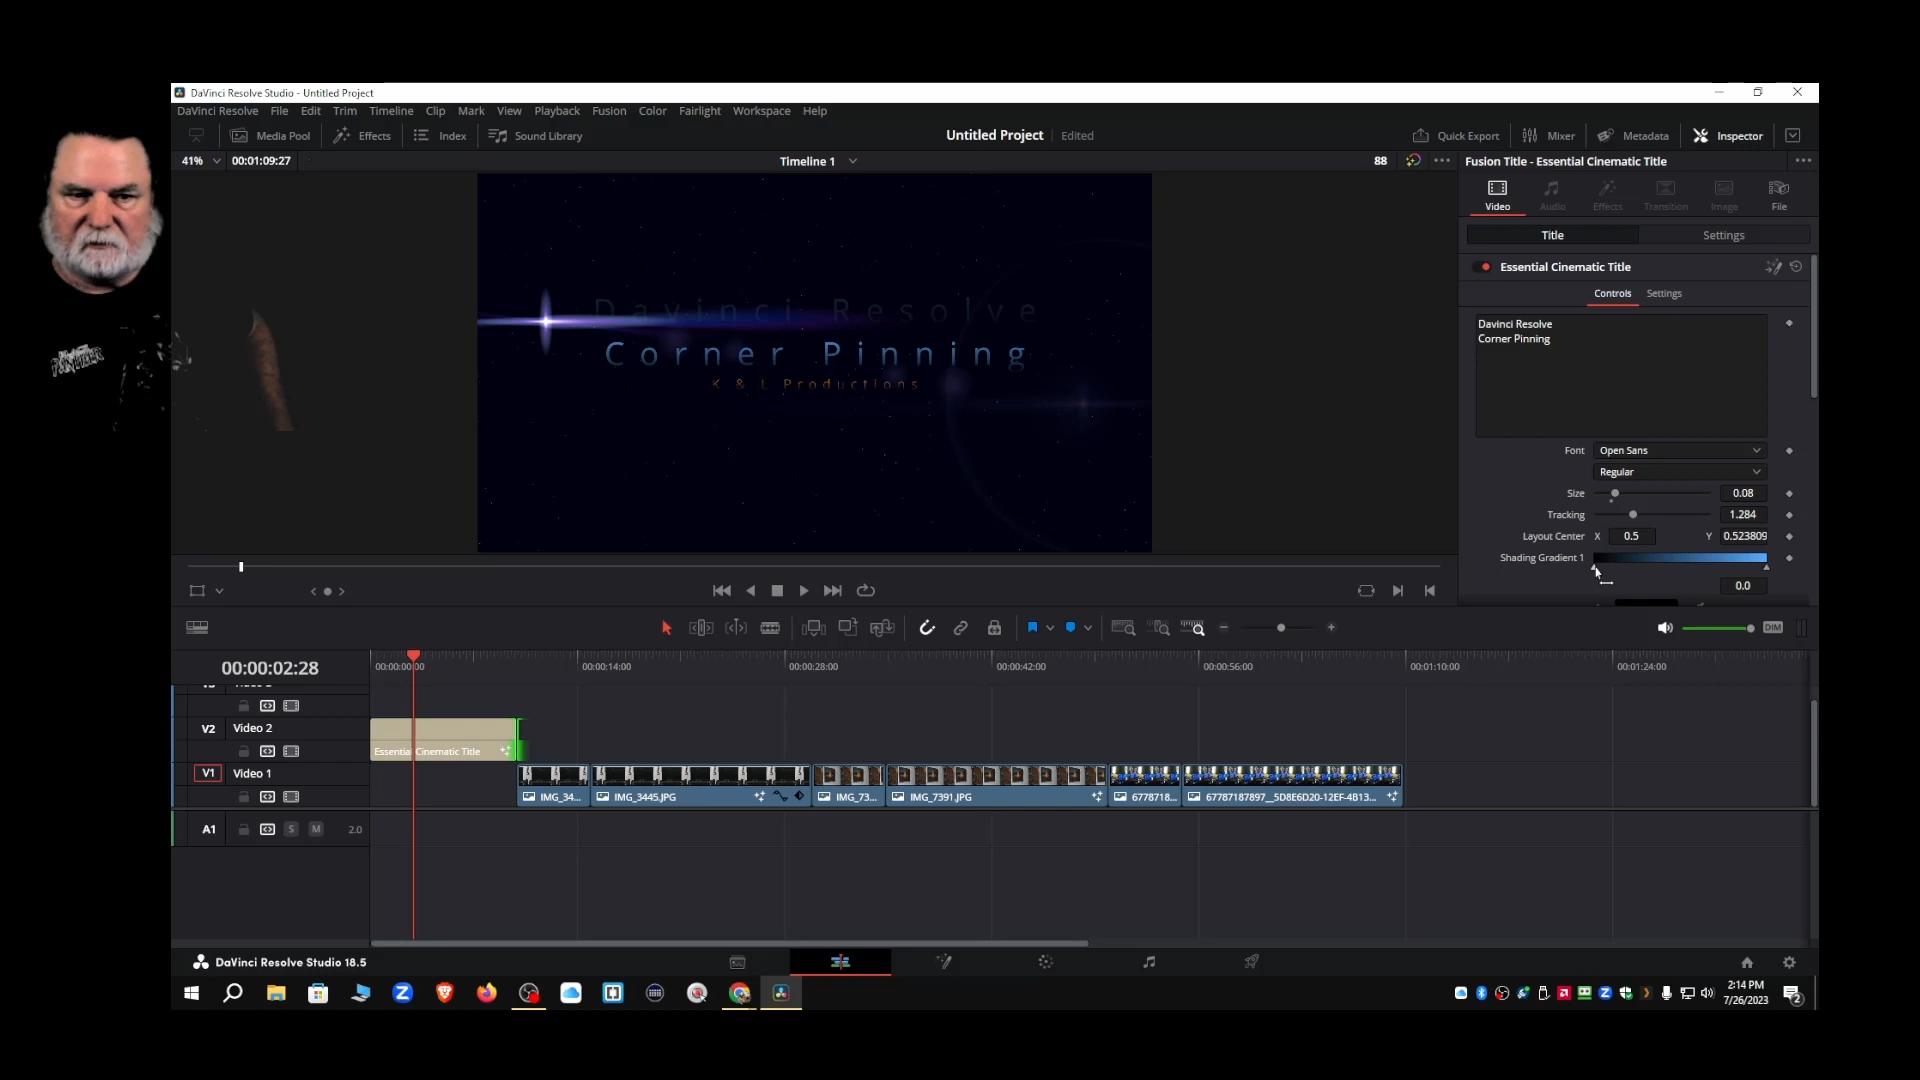 DaVinci Resolve Studio - Untitled Project
DaVinci Resolve File Edit Trim Timeline Clip Mark View Playback Fusion Color Fairlight Workspace Help
Media Pool Effects Index Sound Library Untitled Project Edited Quick Export Mixer Metadata Inspector
41% 00:01:09:27 Timeline 1 88 Fusion Title - Essential Cinematic Title
Video Audio Effects Transition Image File
Title Settings
Essential Cinematic Title
Controls Settings
Davinci Resolve
Corner Pinning
Davinci Resolve
Corner Pinning
K & L Productions
Font Open Sans
Regular
Size 0.08
Tracking 1.284
Layout Center X 0.5 Y 0.523809
Shading Gradient 1
0.0
DIM
00:00:02:28 00:00:00:00 00:00:14:00 00:00:28:00 00:00:42:00 00:00:56:00 00:01:10:00 00:01:24:00
V2 Video 2
Essential Cinematic Title
V1 Video 1
IMG_34... IMG_3445.JPG IMG_73... IMG_7391.JPG 6778718... 67787187897__5D8E6D20-12EF-4B13...
A1 S M 2.0
DaVinci Resolve Studio 18.5
2:14 PM
7/26/2023
2